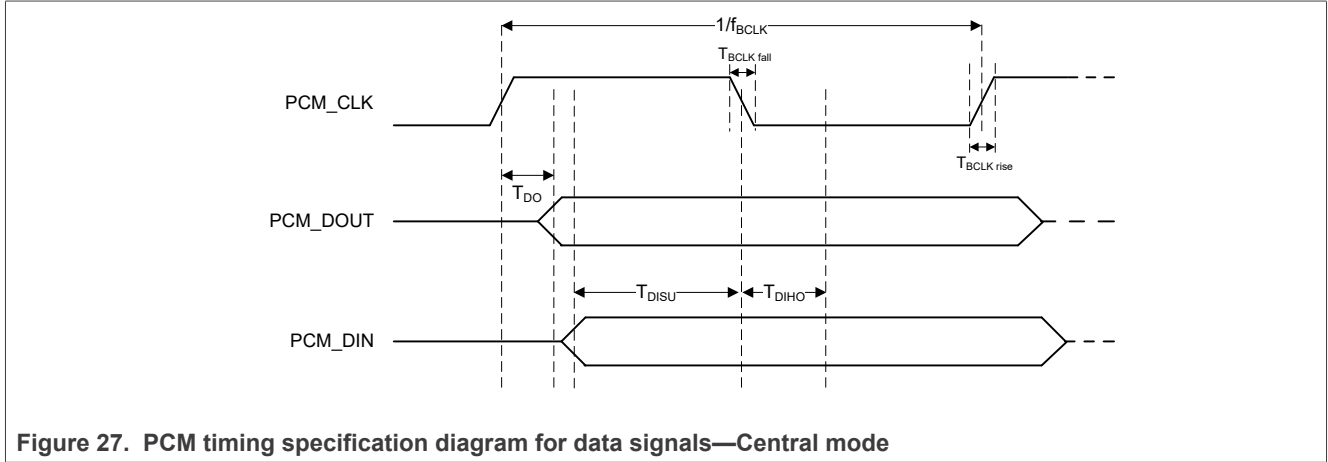 1/fBCLK
TBCLK fall
PCM_CLK
TBCLK rise
TDO
PCM_DOUT
TDISU
TDIHO
PCM_DIN
Figure 27. PCM timing specification diagram for data signals—Central mode